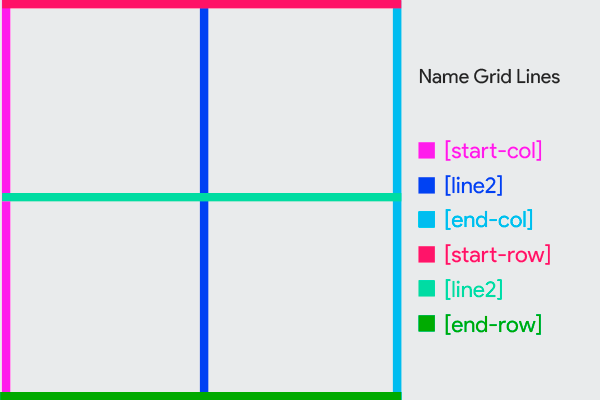 Name Grid Lines
[start-col]
[line2]
[end-col]
[start-row]
[line2]
[end-row]